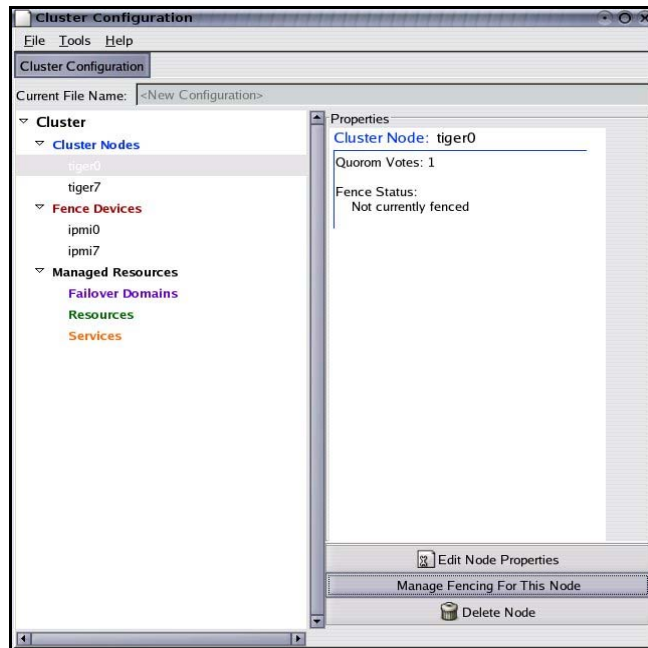 Cluster Configuration
File Tools Help
Cluster Configuration
Current File Name: <New Configuration>
Cluster
Cluster Nodes
tiger0
tiger7
Fence Devices
ipmi0
ipmi7
Managed Resources
Failover Domains
Resources
Services
Properties
Cluster Node: tiger0
Quorom Votes: 1
Fence Status:
Not currently fenced
Edit Node Properties
Manage Fencing For This Node
Delete Node